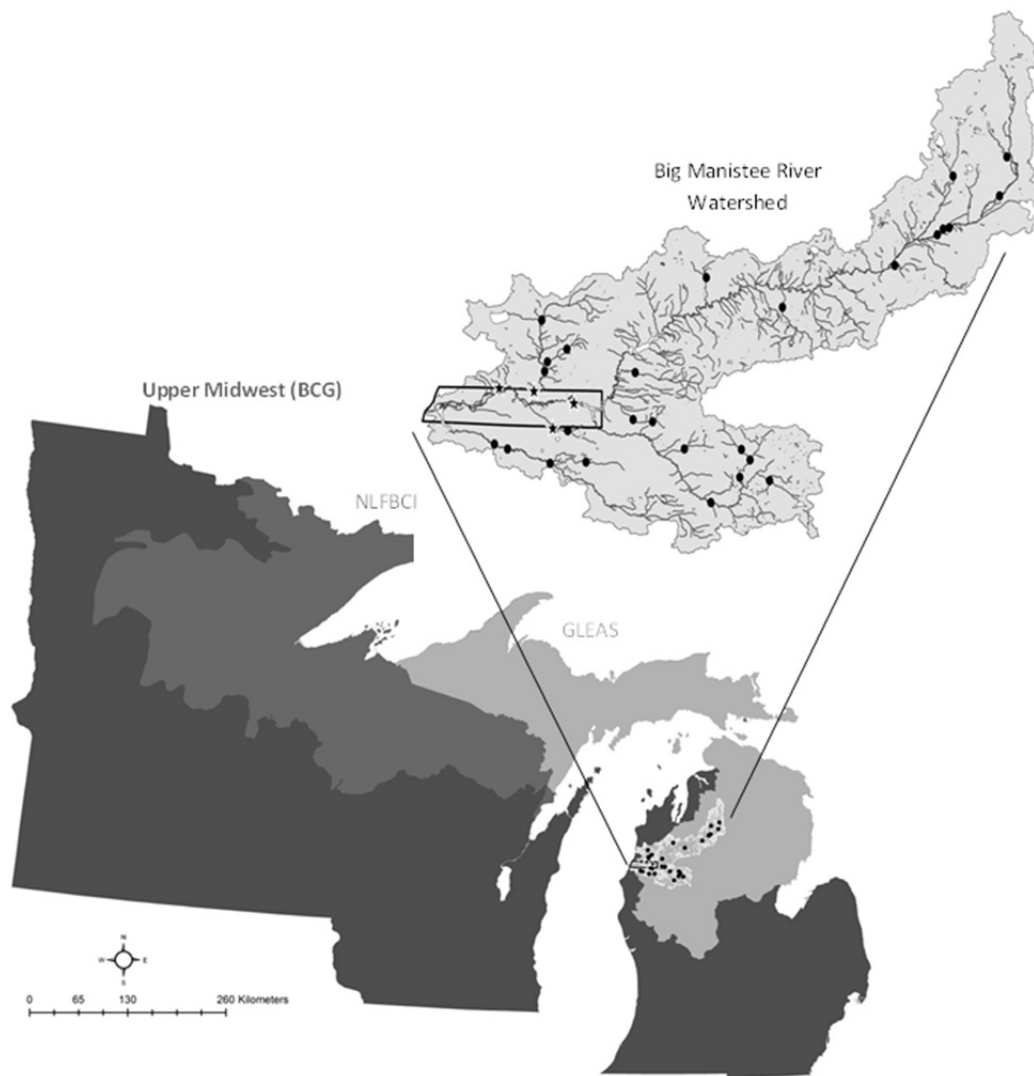 Big Manistee River
Watershed
Upper Midwest (BCG)
NLFBCI
GLEAS
N
W E
S
0 65 130 260 Kilometers